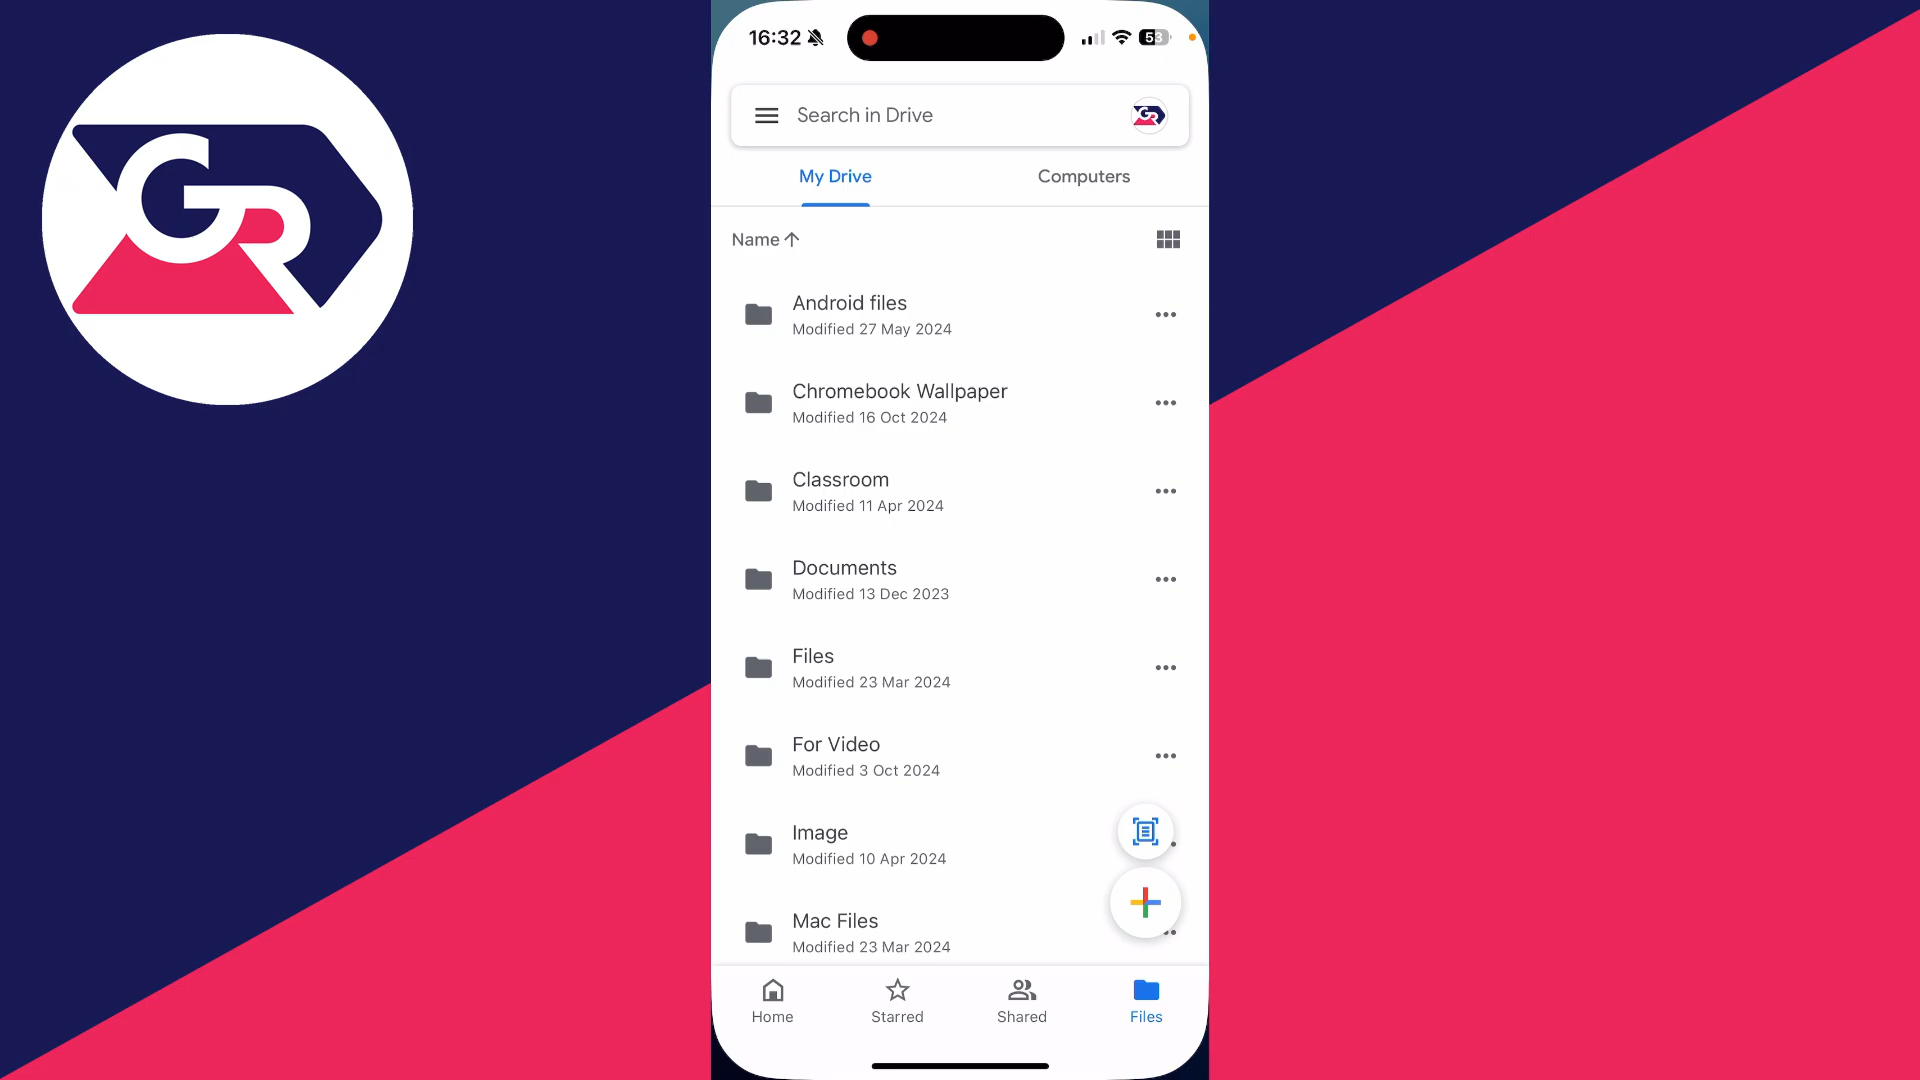 GR
16:32
53
Search in Drive
GR
My Drive
Computers
Name
Android files
Modified 27 May 2024
Chromebook Wallpaper
Modified 16 Oct 2024
Classroom
Modified 11 Apr 2024
Documents
Modified 13 Dec 2023
Files
Modified 23 Mar 2024
For Video
Modified 3 Oct 2024
Image
Modified 10 Apr 2024
Mac Files
Modified 23 Mar 2024
Home
Starred
Shared
Files